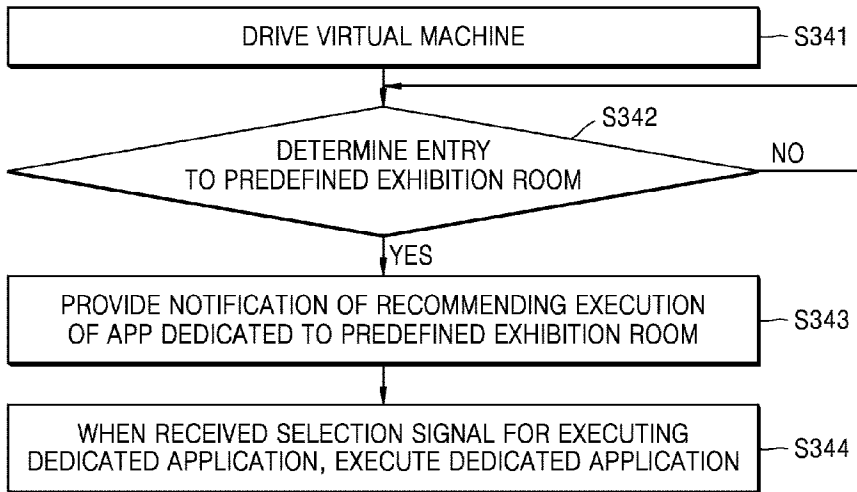 DRIVE VIRTUAL MACHINE
S341
S342
DETERMINE ENTRY
TO PREDEFINED EXHIBITION ROOM
NO
YES
PROVIDE NOTIFICATION OF RECOMMENDING EXECUTION
OF APP DEDICATED TO PREDEFINED EXHIBITION ROOM
S343
WHEN RECEIVED SELECTION SIGNAL FOR EXECUTING
DEDICATED APPLICATION, EXECUTE DEDICATED APPLICATION
S344